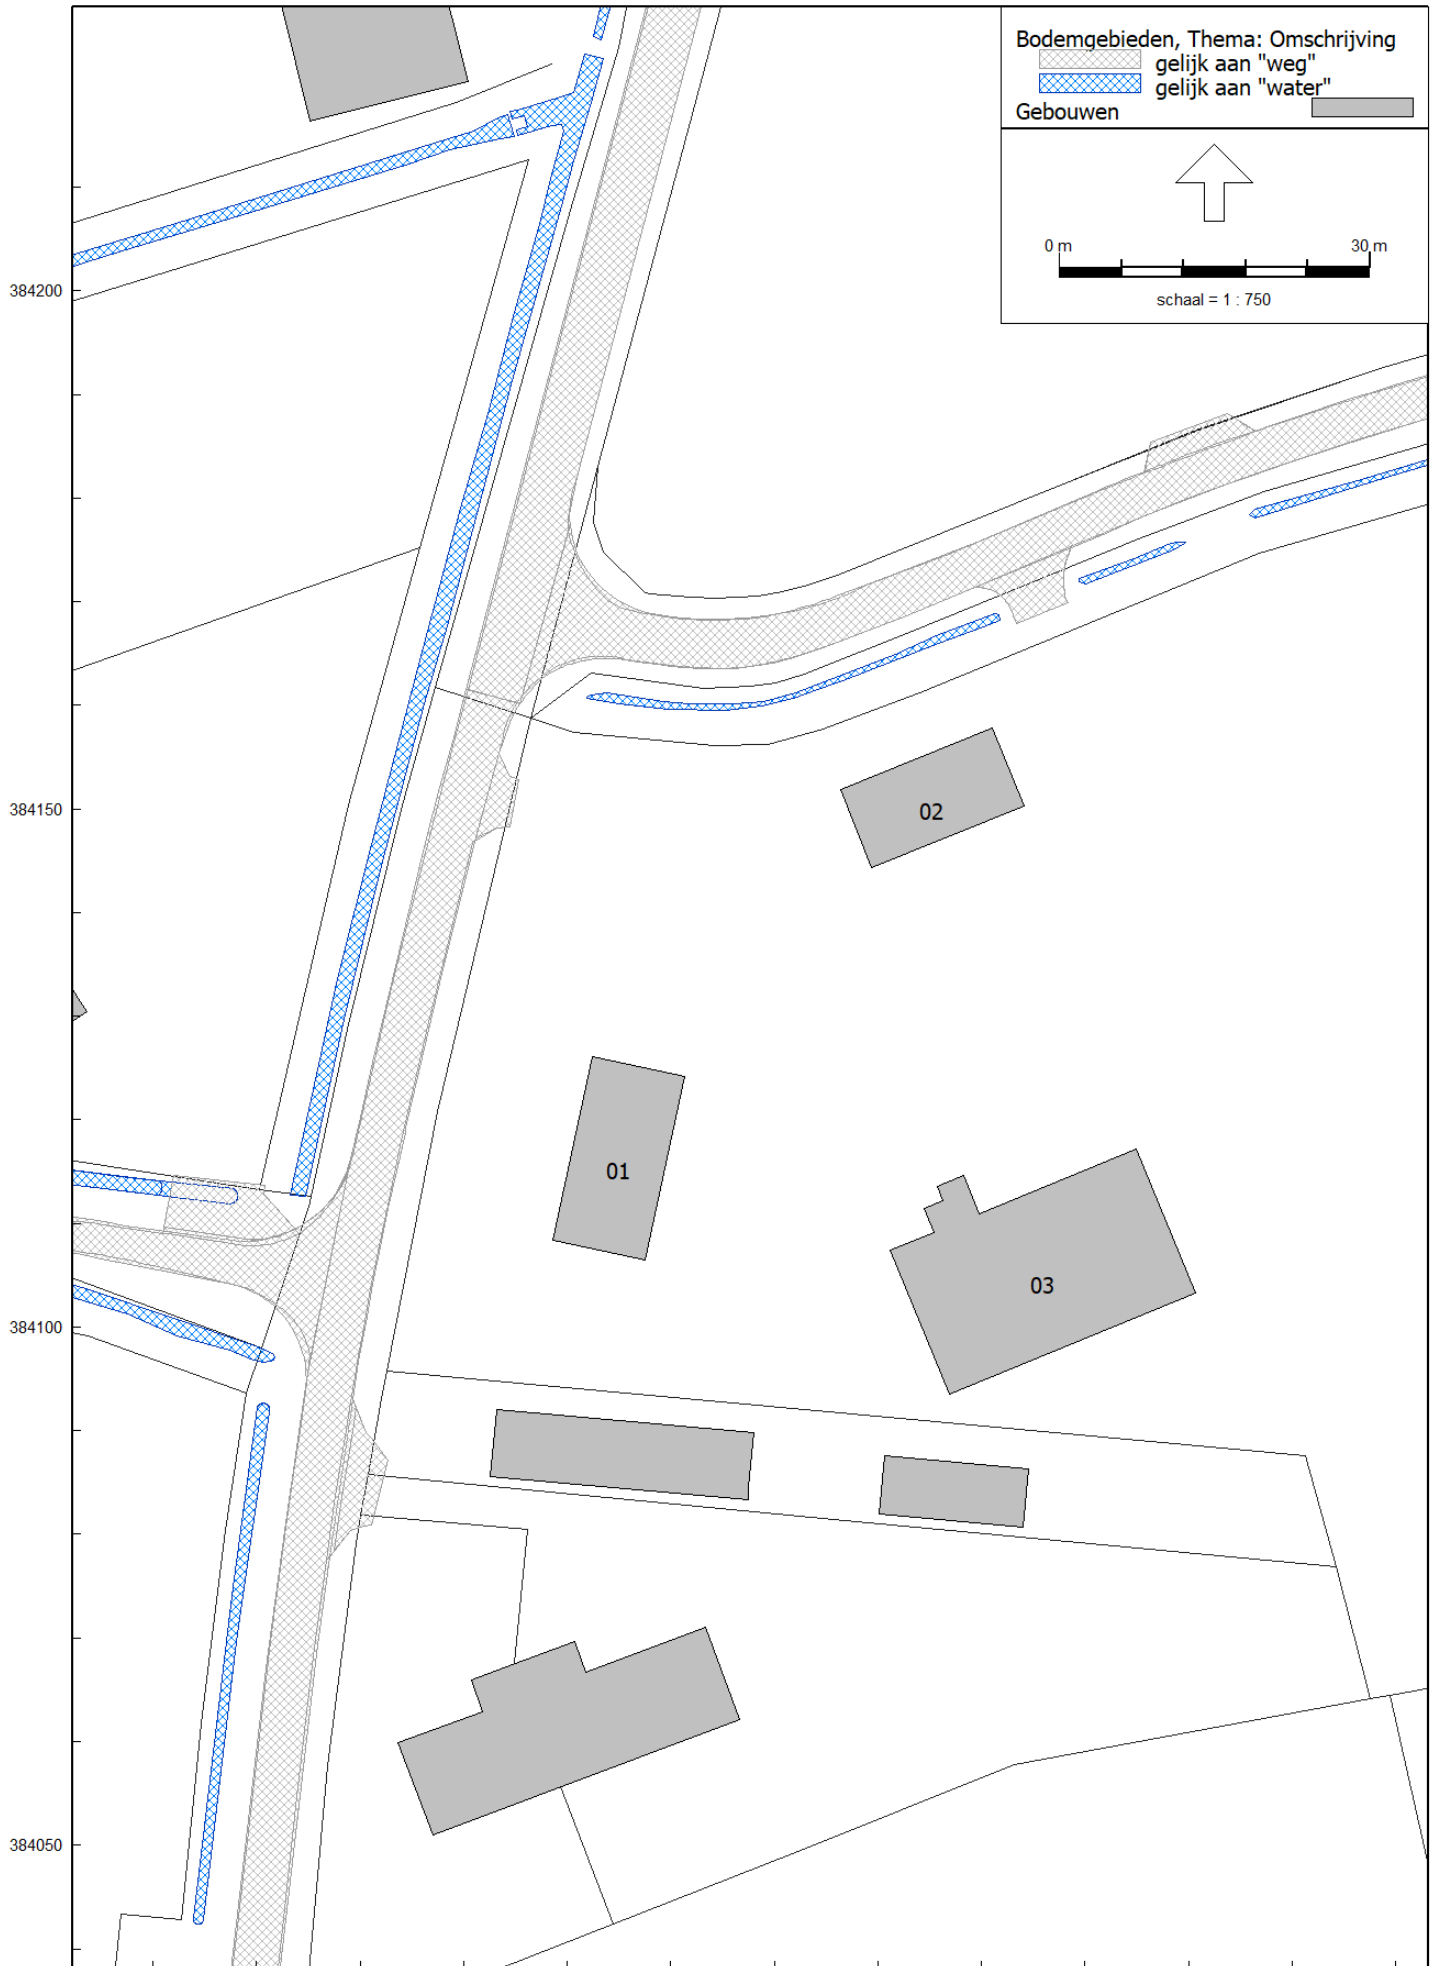 Bodemgebieden, Thema: Omschrijving
gelijk aan "weg"
gelijk aan "water"
Gebouwen
0 m 30 m
schaal = 1 : 750
384200
384150
02
01
03
384100
384050